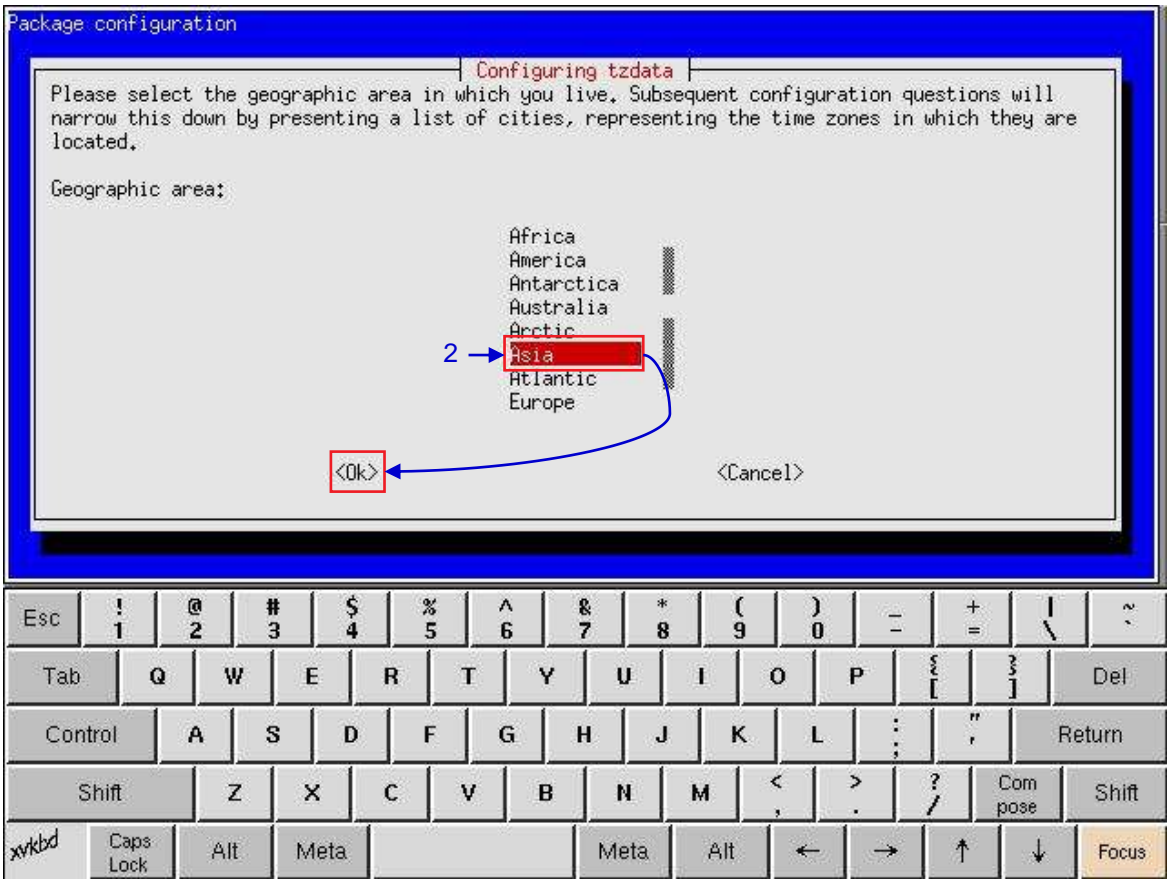 Package configuration
Configuring tzdata
Please select the geographic area in which you live. Subsequent configuration questions will
narrow this down by presenting a list of cities, representing the time zones in which they are
located.
Geographic area:
Africa
America
Antarctica
Australia
Arctic
2 Asia
Atlantic
Europe
<Ok> <Cancel>
Esc ! 1 @ 2 # 3 $ 4 % 5 ^ 6 & 7 * 8 ( 9 ) 0 _ - + = | \ ~ `
Tab Q W E R T Y U I O P { [ } ] Del
Control A S D F G H J K L : ; " ' Return
Shift Z X C V B N M < , > . ? / Com pose Shift
xvkbd Caps Lock Alt Meta Meta Alt ← → ↑ ↓ Focus